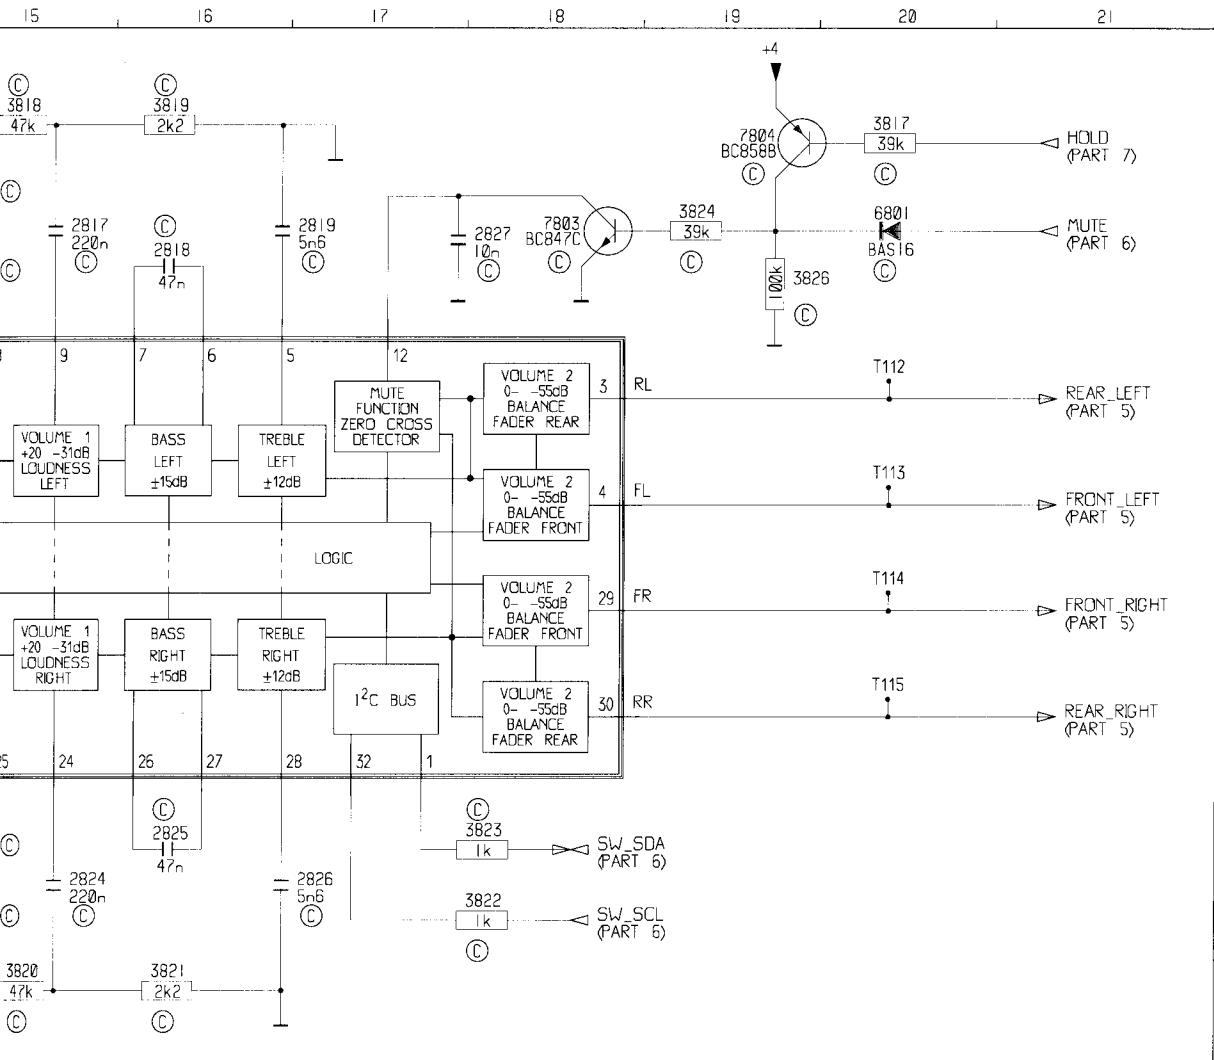 15 16 17 18 19 20 21
+4
C
3818
47k
C
3819
2k2
7804
BC858B
C
3817
39k
C
HOLD
(PART 7)
C
2817
220n
C
C
2818
47n
2819
5n6
C
2827
10n
C
7803
BC847C
C
3824
39k
C
6801
BAS16
C
MUTE
(PART 6)
C
100k
3826
C
9 7 6 5 12
MUTE
FUNCTION
ZERO CROSS
DETECTOR
VOLUME 2
0- -55dB
BALANCE
FADER REAR
3 RL
T112
REAR_LEFT
(PART 5)
VOLUME 1
+20 -31dB
LOUDNESS
LEFT
BASS
LEFT
±15dB
TREBLE
LEFT
±12dB
VOLUME 2
0- -55dB
BALANCE
FADER FRONT
4 FL
T113
FRONT_LEFT
(PART 5)
LOGIC
VOLUME 2
0- -55dB
BALANCE
FADER FRONT
29 FR
T114
FRONT_RIGHT
(PART 5)
VOLUME 1
+20 -31dB
LOUDNESS
RIGHT
BASS
RIGHT
±15dB
TREBLE
RIGHT
±12dB
I²C BUS
VOLUME 2
0- -55dB
BALANCE
FADER REAR
30 RR
T115
REAR_RIGHT
(PART 5)
25 24 26 27 28 32 1
C
C
2825
47n
C
3823
1k
SW_SDA
(PART 6)
2824
220n
C
C
2826
5n6
C
3822
1k
C
SW_SCL
(PART 6)
3820
47k
C
3821
2k2
C